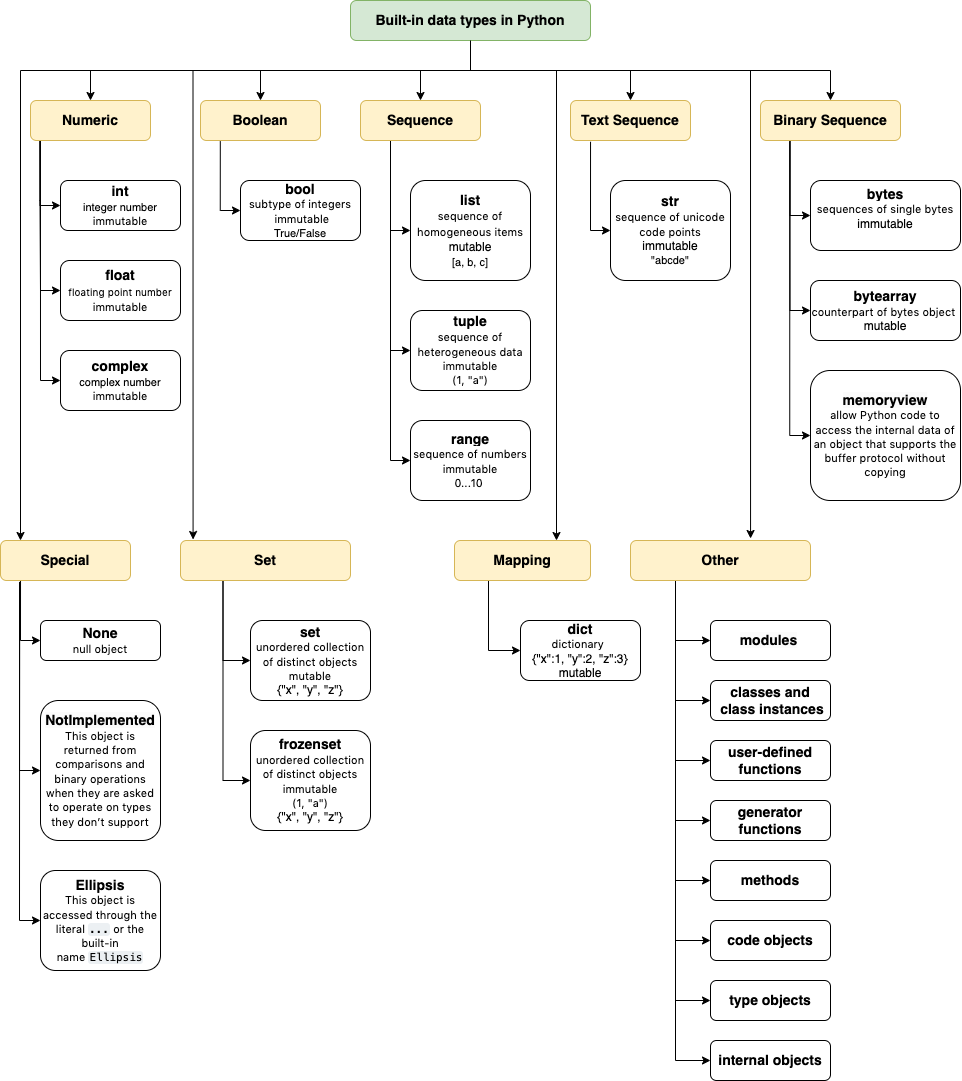 Built-in data types in Python
Numeric
Boolean
Sequence
Text Sequence
Binary Sequence
int
integer number
immutable
float
floating point number
immutable
complex
complex number
immutable
bool
subtype of integers
immutable
True/False
list
sequence of
homogeneous items
mutable
[a, b, c]
tuple
sequence of
heterogeneous data
immutable
(1, "a")
range
sequence of numbers
immutable
0...10
str
sequence of unicode
code points
immutable
"abcde"
bytes
sequences of single bytes
immutable
bytearray
counterpart of bytes object
mutable
memoryview
allow Python code to
access the internal data of
an object that supports the
buffer protocol without
copying
Special
Set
Mapping
Other
None
null object
NotImplemented
This object is
returned from
comparisons and
binary operations
when they are asked
to operate on types
they don't support
Ellipsis
This object is
accessed through the
literal ... or the
built-in
name Ellipsis
set
unordered collection
of distinct objects
mutable
{"x", "y", "z"}
frozenset
unordered collection
of distinct objects
immutable
(1, "a")
{"x", "y", "z"}
dict
dictionary
{"x":1, "y":2, "z":3}
mutable
modules
classes and
class instances
user-defined
functions
generator
functions
methods
code objects
type objects
internal objects